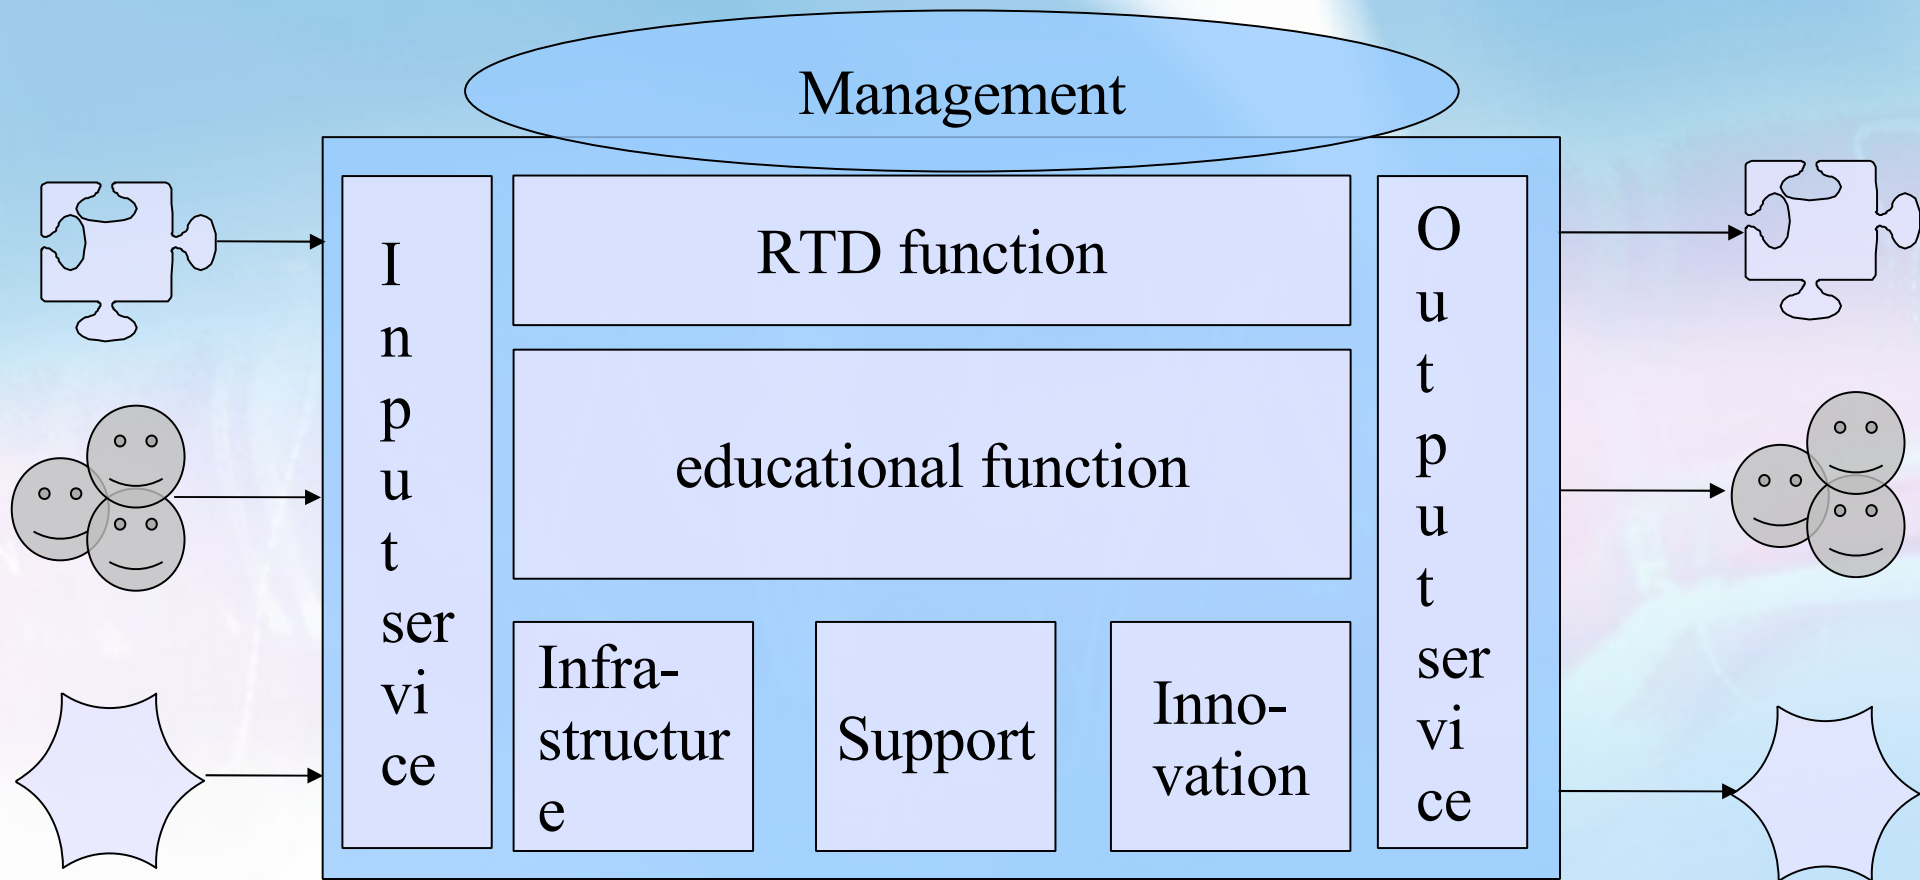 Management
I
n
p
u
t
ser
vi
ce
RTD function
educational function
Infra-
structur
e
Support
Inno-
vation
O
u
t
p
u
t
ser
vi
ce